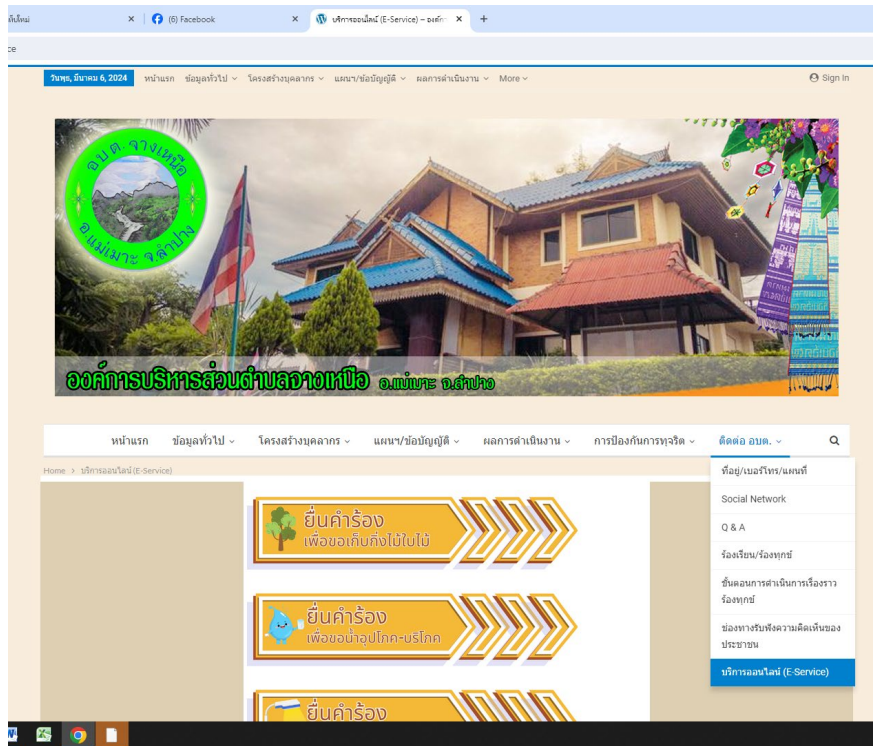 (6) Facebook
บริการออนไลน์ (E-Service) – องค์ก
วันพุธ, มีนาคม 6, 2024
หน้าแรก ข้อมูลทั่วไป โครงสร้างบุคลากร แผนฯ/ข้อบัญญัติ ผลการดำเนินงาน More
Sign In
อบต.จางเหนือ
อ.แม่เมาะ จ.ลำปาง
องค์การบริหารส่วนตำบลจางเหนือ อ.แม่เมาะ จ.ลำปาง
หน้าแรก ข้อมูลทั่วไป โครงสร้างบุคลากร แผนฯ/ข้อบัญญัติ ผลการดำเนินงาน การป้องกันการทุจริต ติดต่อ อบต.
Home > บริการออนไลน์ (E-Service)
ที่อยู่/เบอร์โทร/แผนที่
Social Network
Q & A
ร้องเรียน/ร้องทุกข์
ขั้นตอนการดำเนินการเรื่องราว
ร้องทุกข์
ช่องทางรับฟังความคิดเห็นของ
ประชาชน
บริการออนไลน์ (E-Service)
ยื่นคำร้อง
เพื่อขอเก็บกิ่งไม้ใบไม้
ยื่นคำร้อง
เพื่อขอน้ำอุปโภค-บริโภค
ยื่นคำร้อง